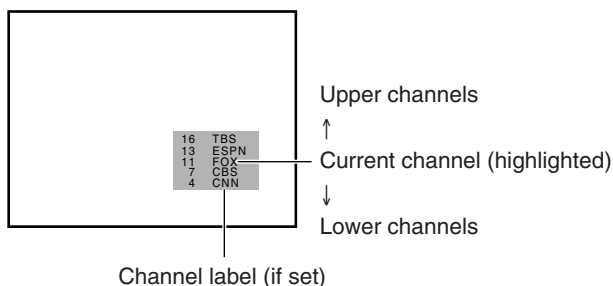 16 TBS
13 ESPN
11 FOX
7 CBS
4 CNN
Upper channels
↑
Current channel (highlighted)
↓
Lower channels
Channel label (if set)